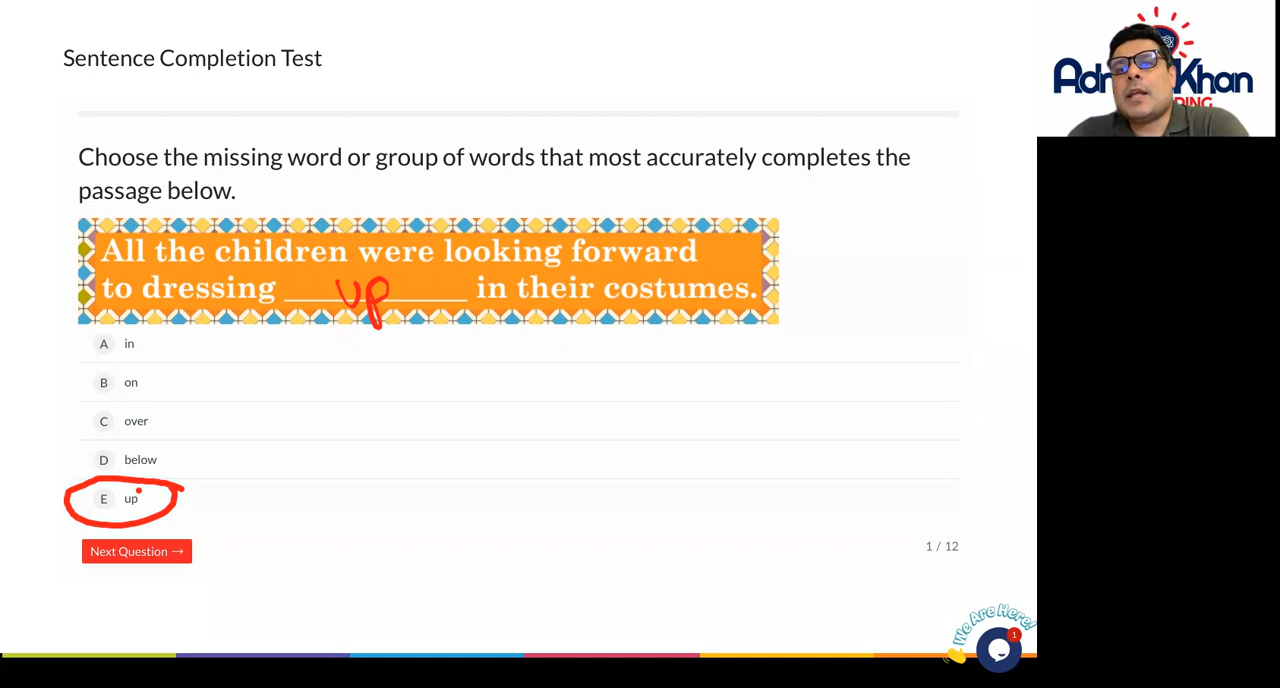 Sentence Completion Test
Choose the missing word or group of words that most accurately completes the
passage below.
All the children were looking forward
to dressing up in their costumes.
A in
B on
C over
D below
E up
Next Question →
1 / 12
Khan
We Are Here!
1